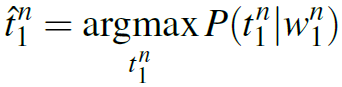 t̂₁ⁿ = argmax P(t₁ⁿ|w₁ⁿ)
t₁ⁿ